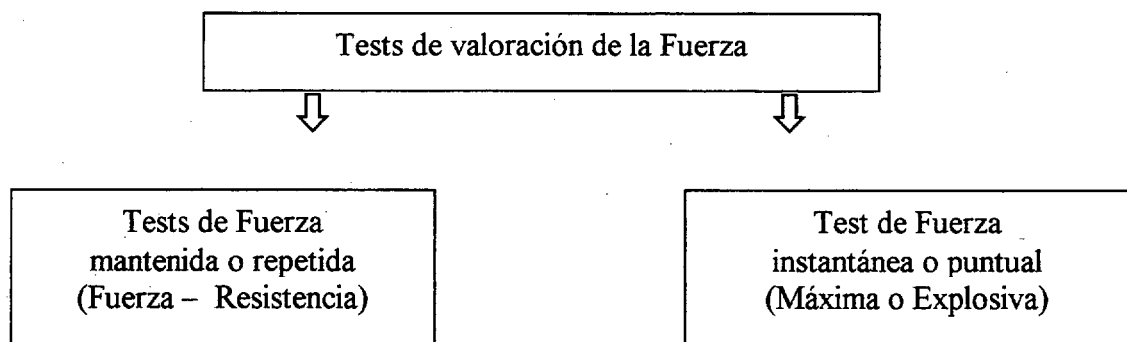 Tests de valoración de la Fuerza
Tests de Fuerza
mantenida o repetida
(Fuerza – Resistencia)
Test de Fuerza
instantánea o puntual
(Máxima o Explosiva)